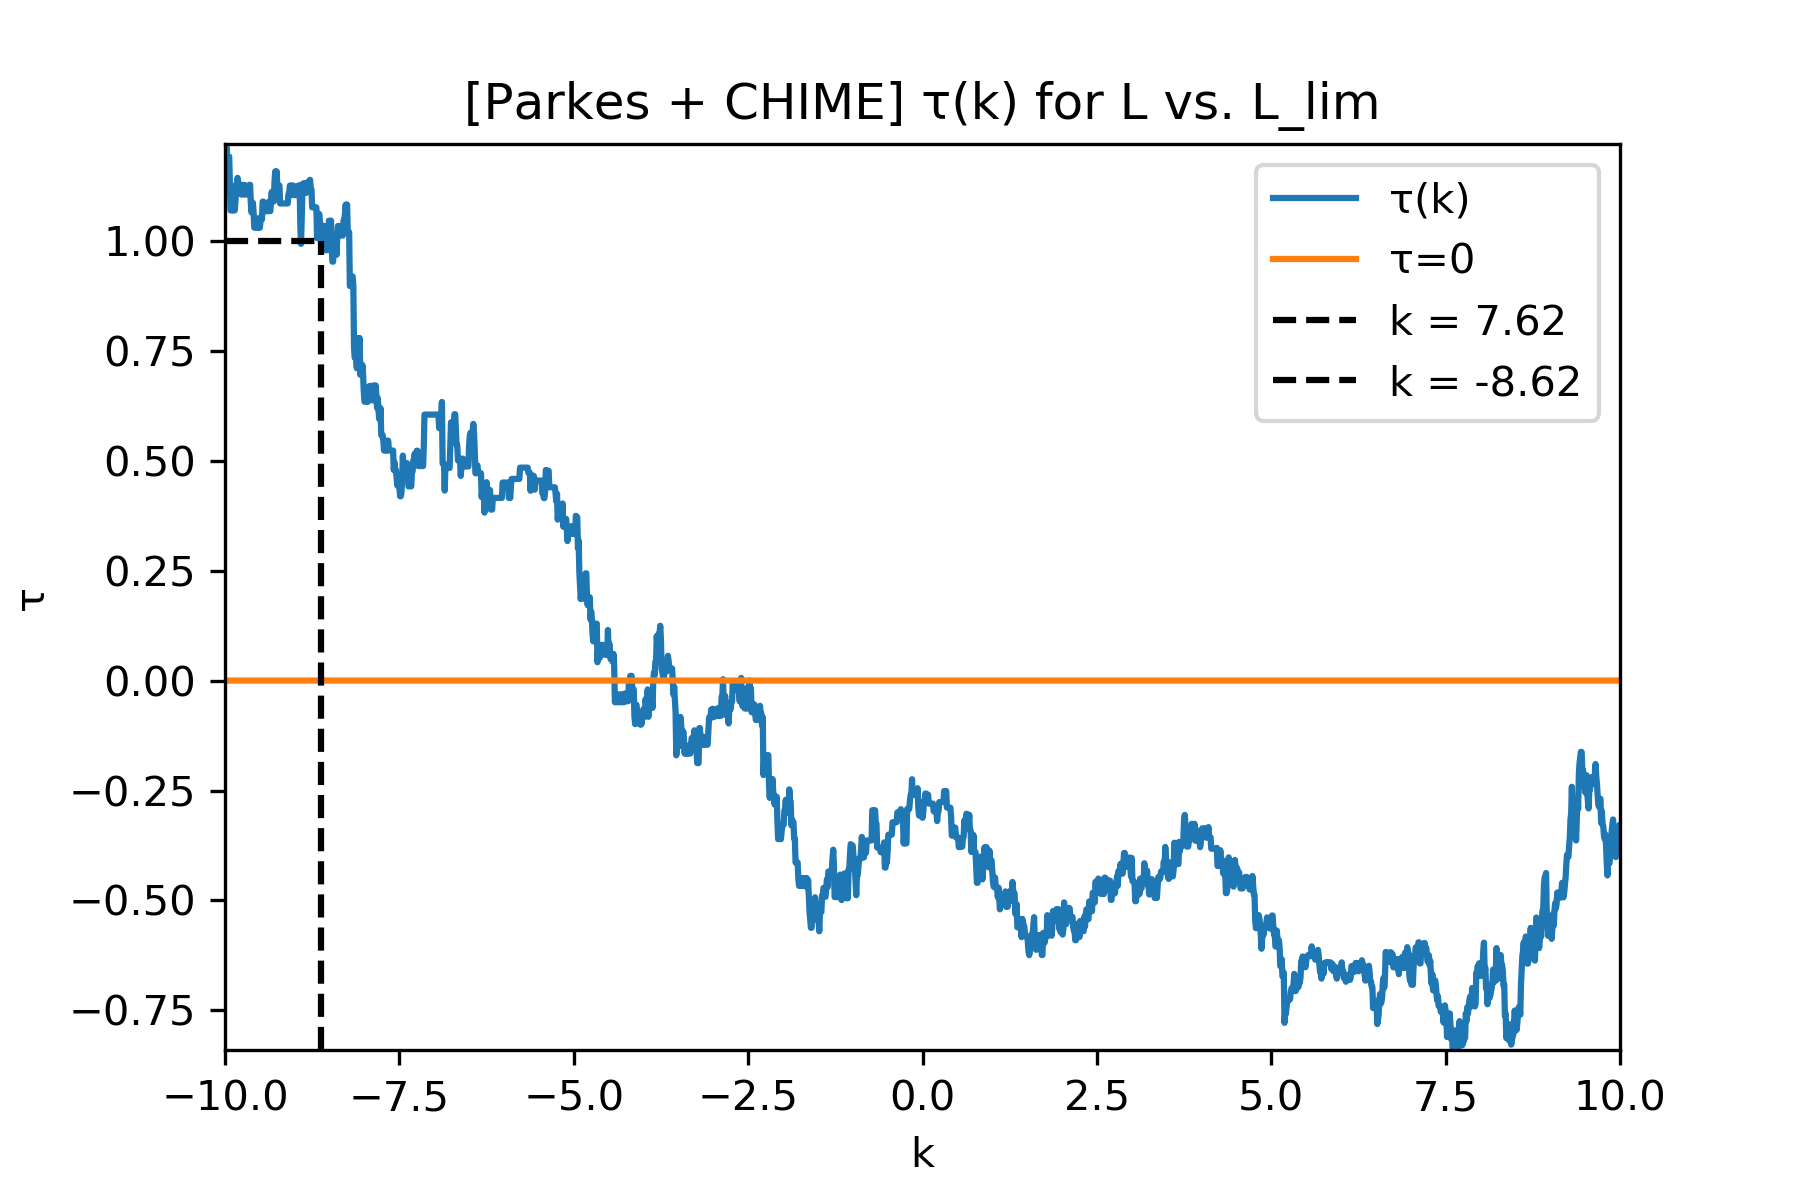 [Parkes + CHIME] τ(k) for L vs. L_lim
τ(k)
τ=0
k = 7.62
k = -8.62
1.00
0.75
0.50
0.25
0.00
−0.25
−0.50
−0.75
τ
−10.0 −7.5 −5.0 −2.5 0.0 2.5 5.0 7.5 10.0
k